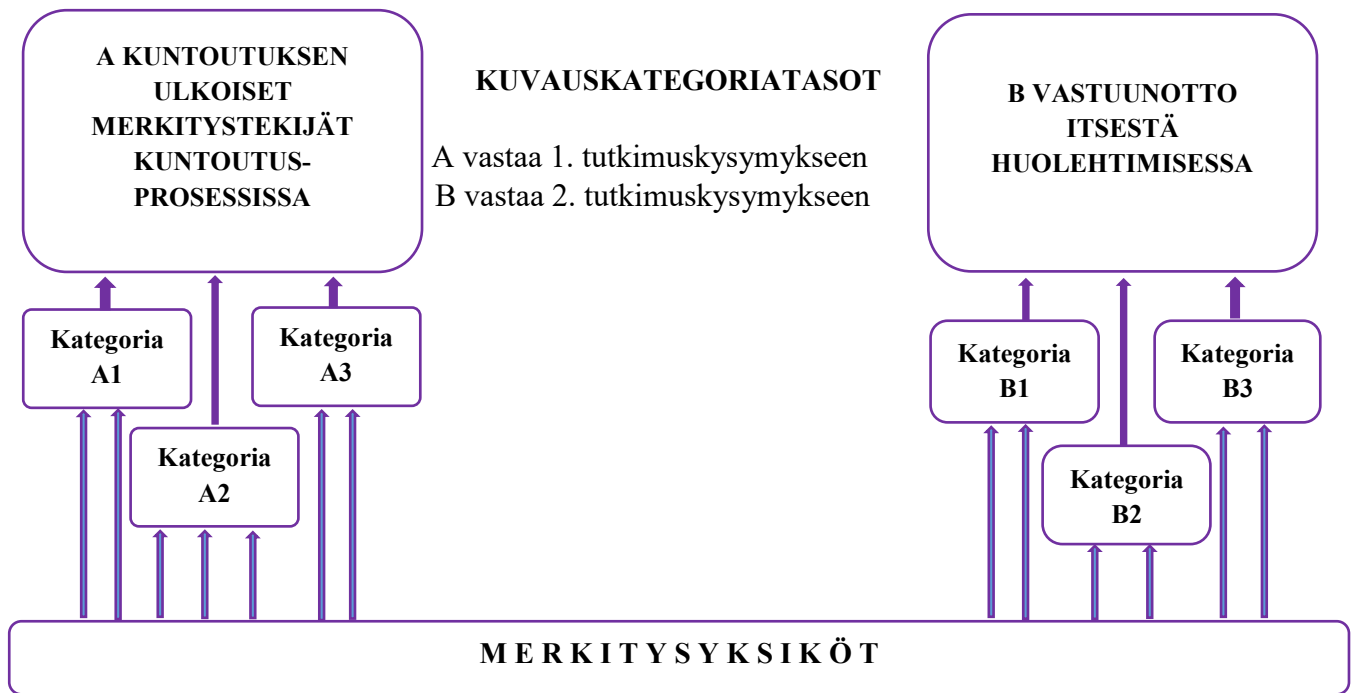 A KUNTOUTUKSEN
ULKOISET
MERKITYSTEKIJÄT
KUNTOUTUS-
PROSESSISSA
KUVAUSKATEGORIATASOT
A vastaa 1. tutkimuskysymykseen
B vastaa 2. tutkimuskysymykseen
B VASTUUNOTTO
ITSESTÄ
HUOLEHTIMISESSA
Kategoria
A1
Kategoria
A2
Kategoria
A3
Kategoria
B1
Kategoria
B2
Kategoria
B3
M E R K I T Y S Y K S I K Ö T